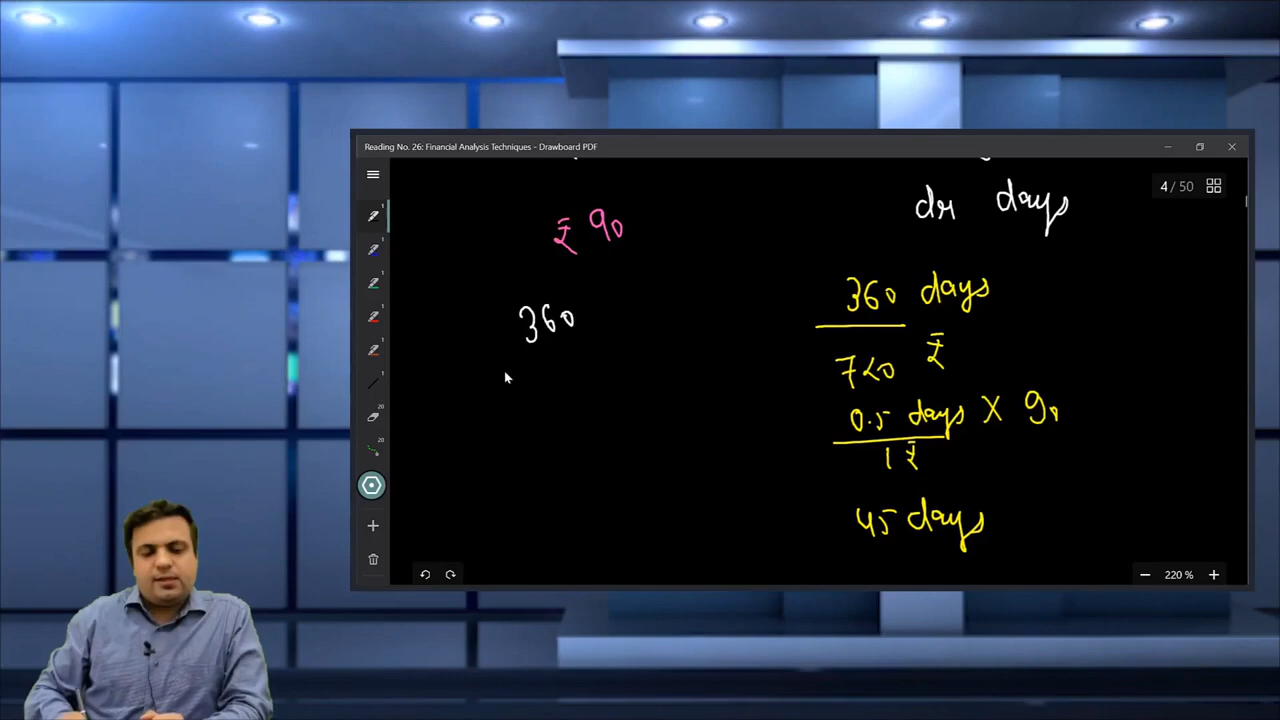 Reading No. 26: Financial Analysis Techniques - Drawboard PDF
4 / 50
dr days
₹ 90
360 days
720 ₹
360
0.5 days X 90
1 ₹
45 days
220 %